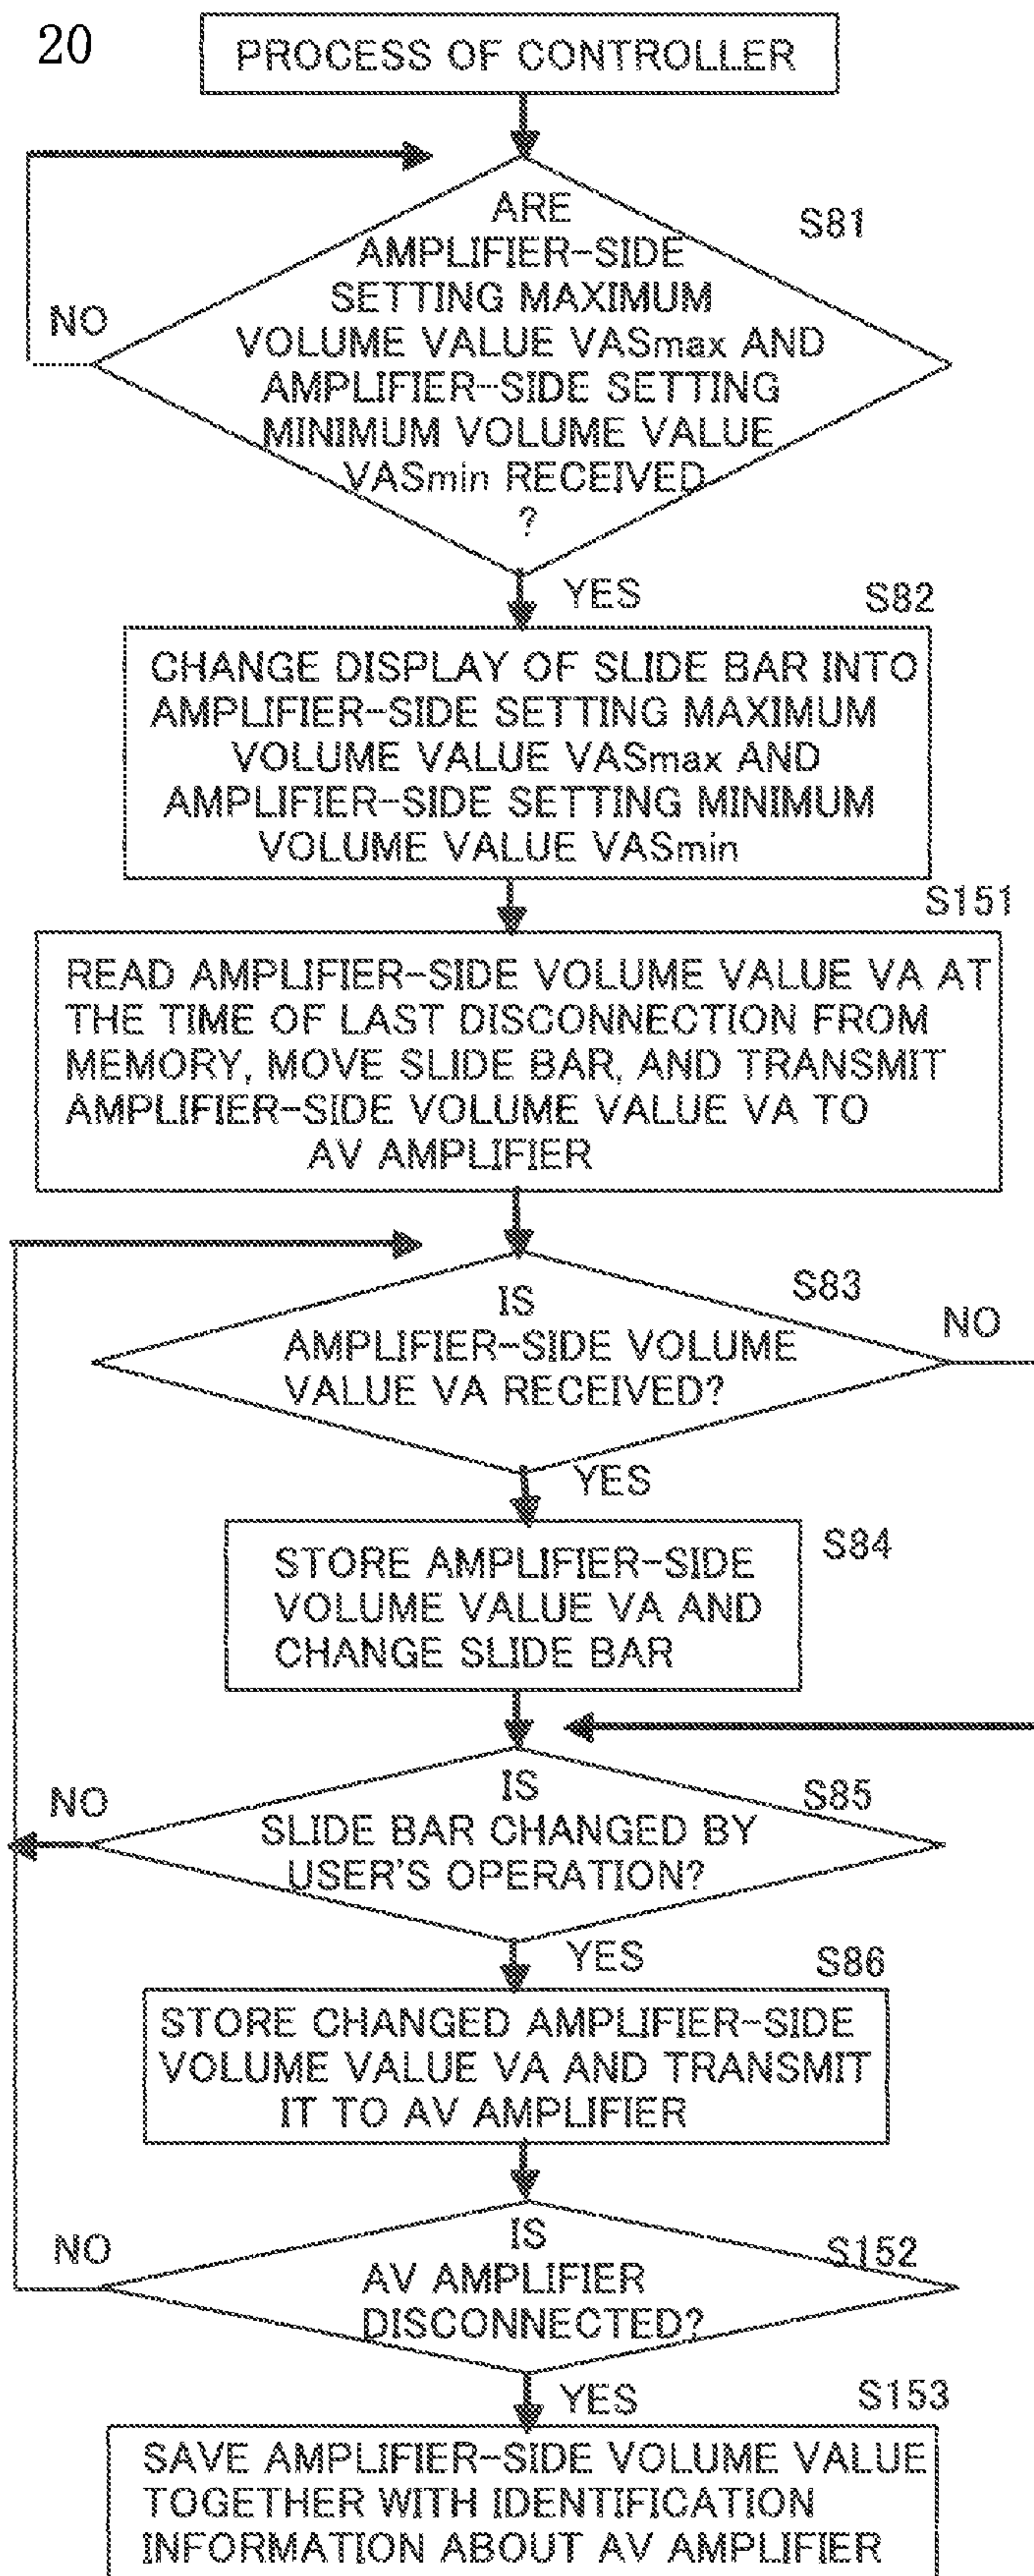 20
PROCESS OF CONTROLLER
S81
ARE
AMPLIFIER-SIDE
SETTING MAXIMUM
VOLUME VALUE VASmax AND
AMPLIFIER-SIDE SETTING
MINIMUM VOLUME VALUE
VASmin RECEIVED
?
NO
YES
S82
CHANGE DISPLAY OF SLIDE BAR INTO
AMPLIFIER-SIDE SETTING MAXIMUM
VOLUME VALUE VASmax AND
AMPLIFIER-SIDE SETTING MINIMUM
VOLUME VALUE VASmin
S151
READ AMPLIFIER-SIDE VOLUME VALUE VA AT
THE TIME OF LAST DISCONNECTION FROM
MEMORY, MOVE SLIDE BAR, AND TRANSMIT
AMPLIFIER-SIDE VOLUME VALUE VA TO
AV AMPLIFIER
S83
IS
AMPLIFIER-SIDE VOLUME
VALUE VA RECEIVED?
NO
YES
S84
STORE AMPLIFIER-SIDE
VOLUME VALUE VA AND
CHANGE SLIDE BAR
S85
IS
SLIDE BAR CHANGED BY
USER'S OPERATION?
NO
YES
S86
STORE CHANGED AMPLIFIER-SIDE
VOLUME VALUE VA AND TRANSMIT
IT TO AV AMPLIFIER
S152
IS
AV AMPLIFIER
DISCONNECTED?
NO
YES
S153
SAVE AMPLIFIER-SIDE VOLUME VALUE
TOGETHER WITH IDENTIFICATION
INFORMATION ABOUT AV AMPLIFIER